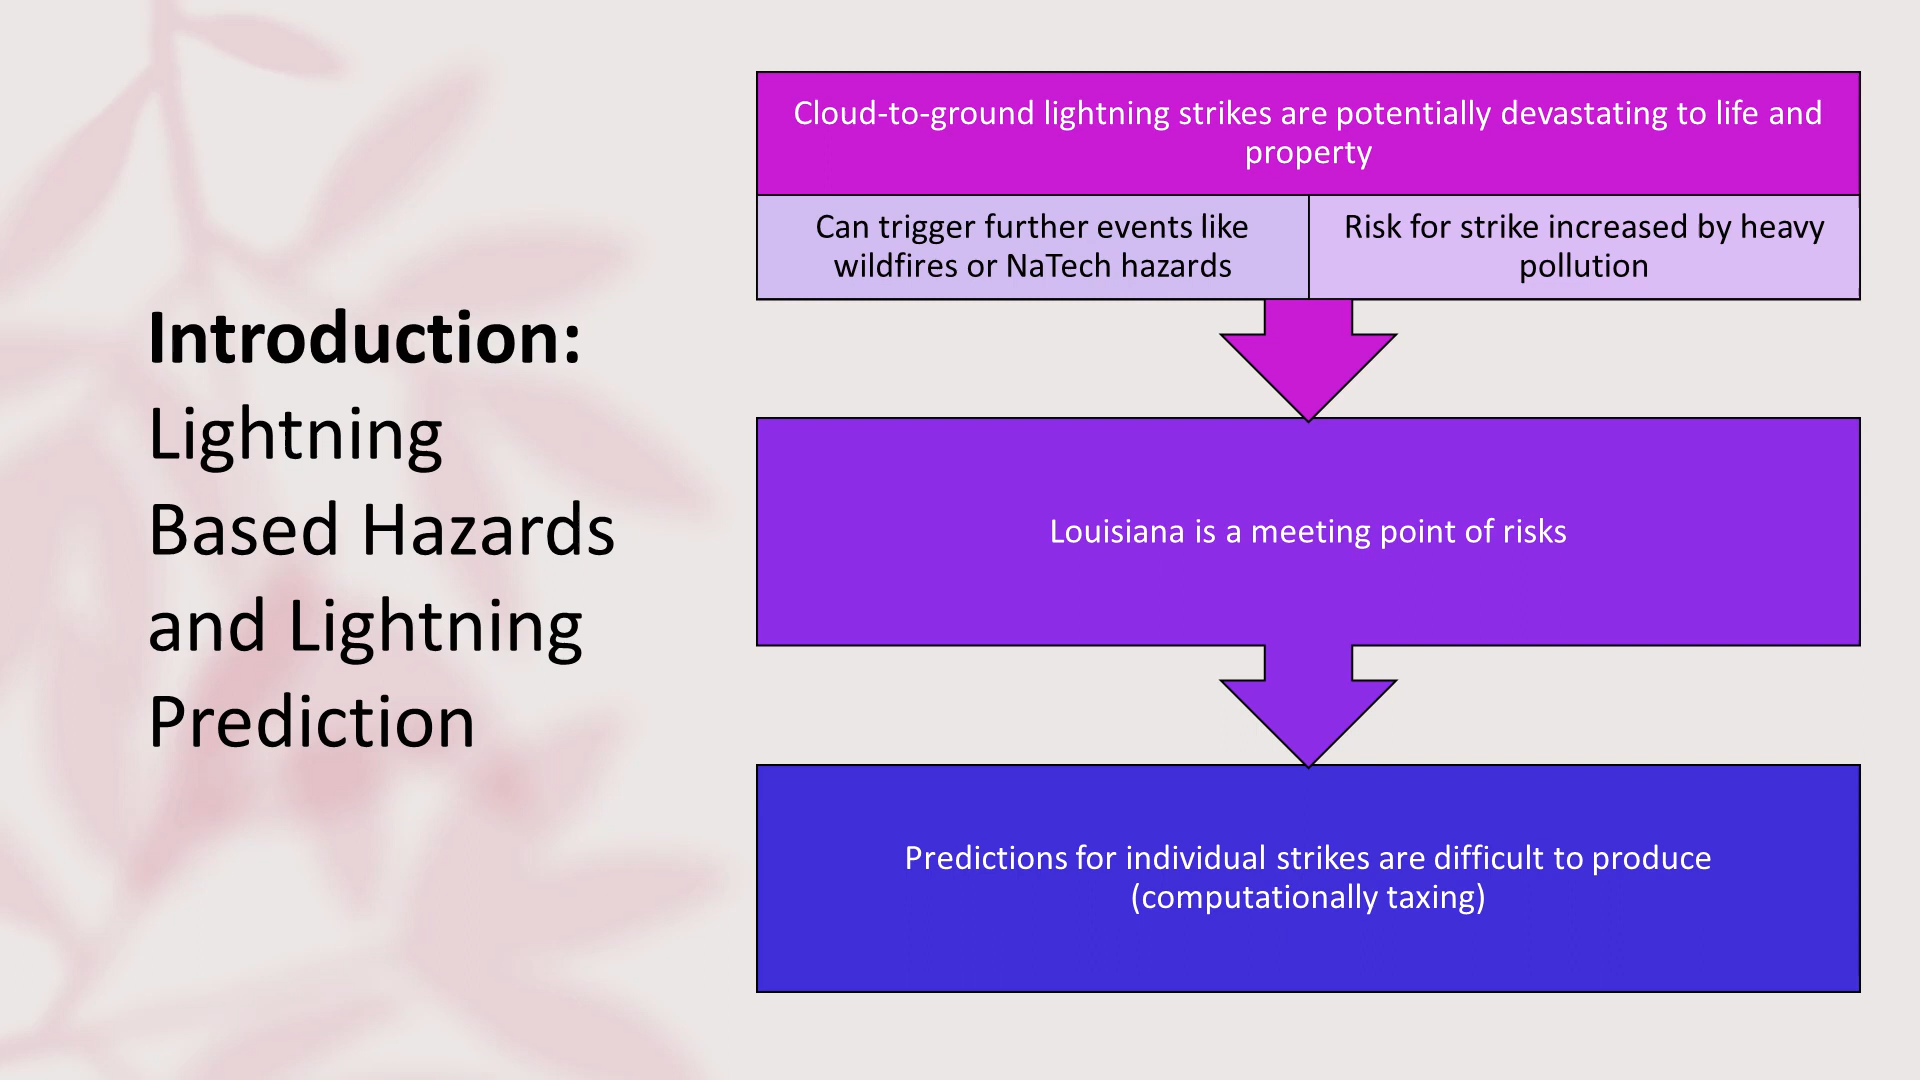 Introduction:
Lightning
Based Hazards
and Lightning
Prediction
Cloud-to-ground lightning strikes are potentially devastating to life and
property
Can trigger further events like
wildfires or NaTech hazards
Risk for strike increased by heavy
pollution
Louisiana is a meeting point of risks
Predictions for individual strikes are difficult to produce
(computationally taxing)